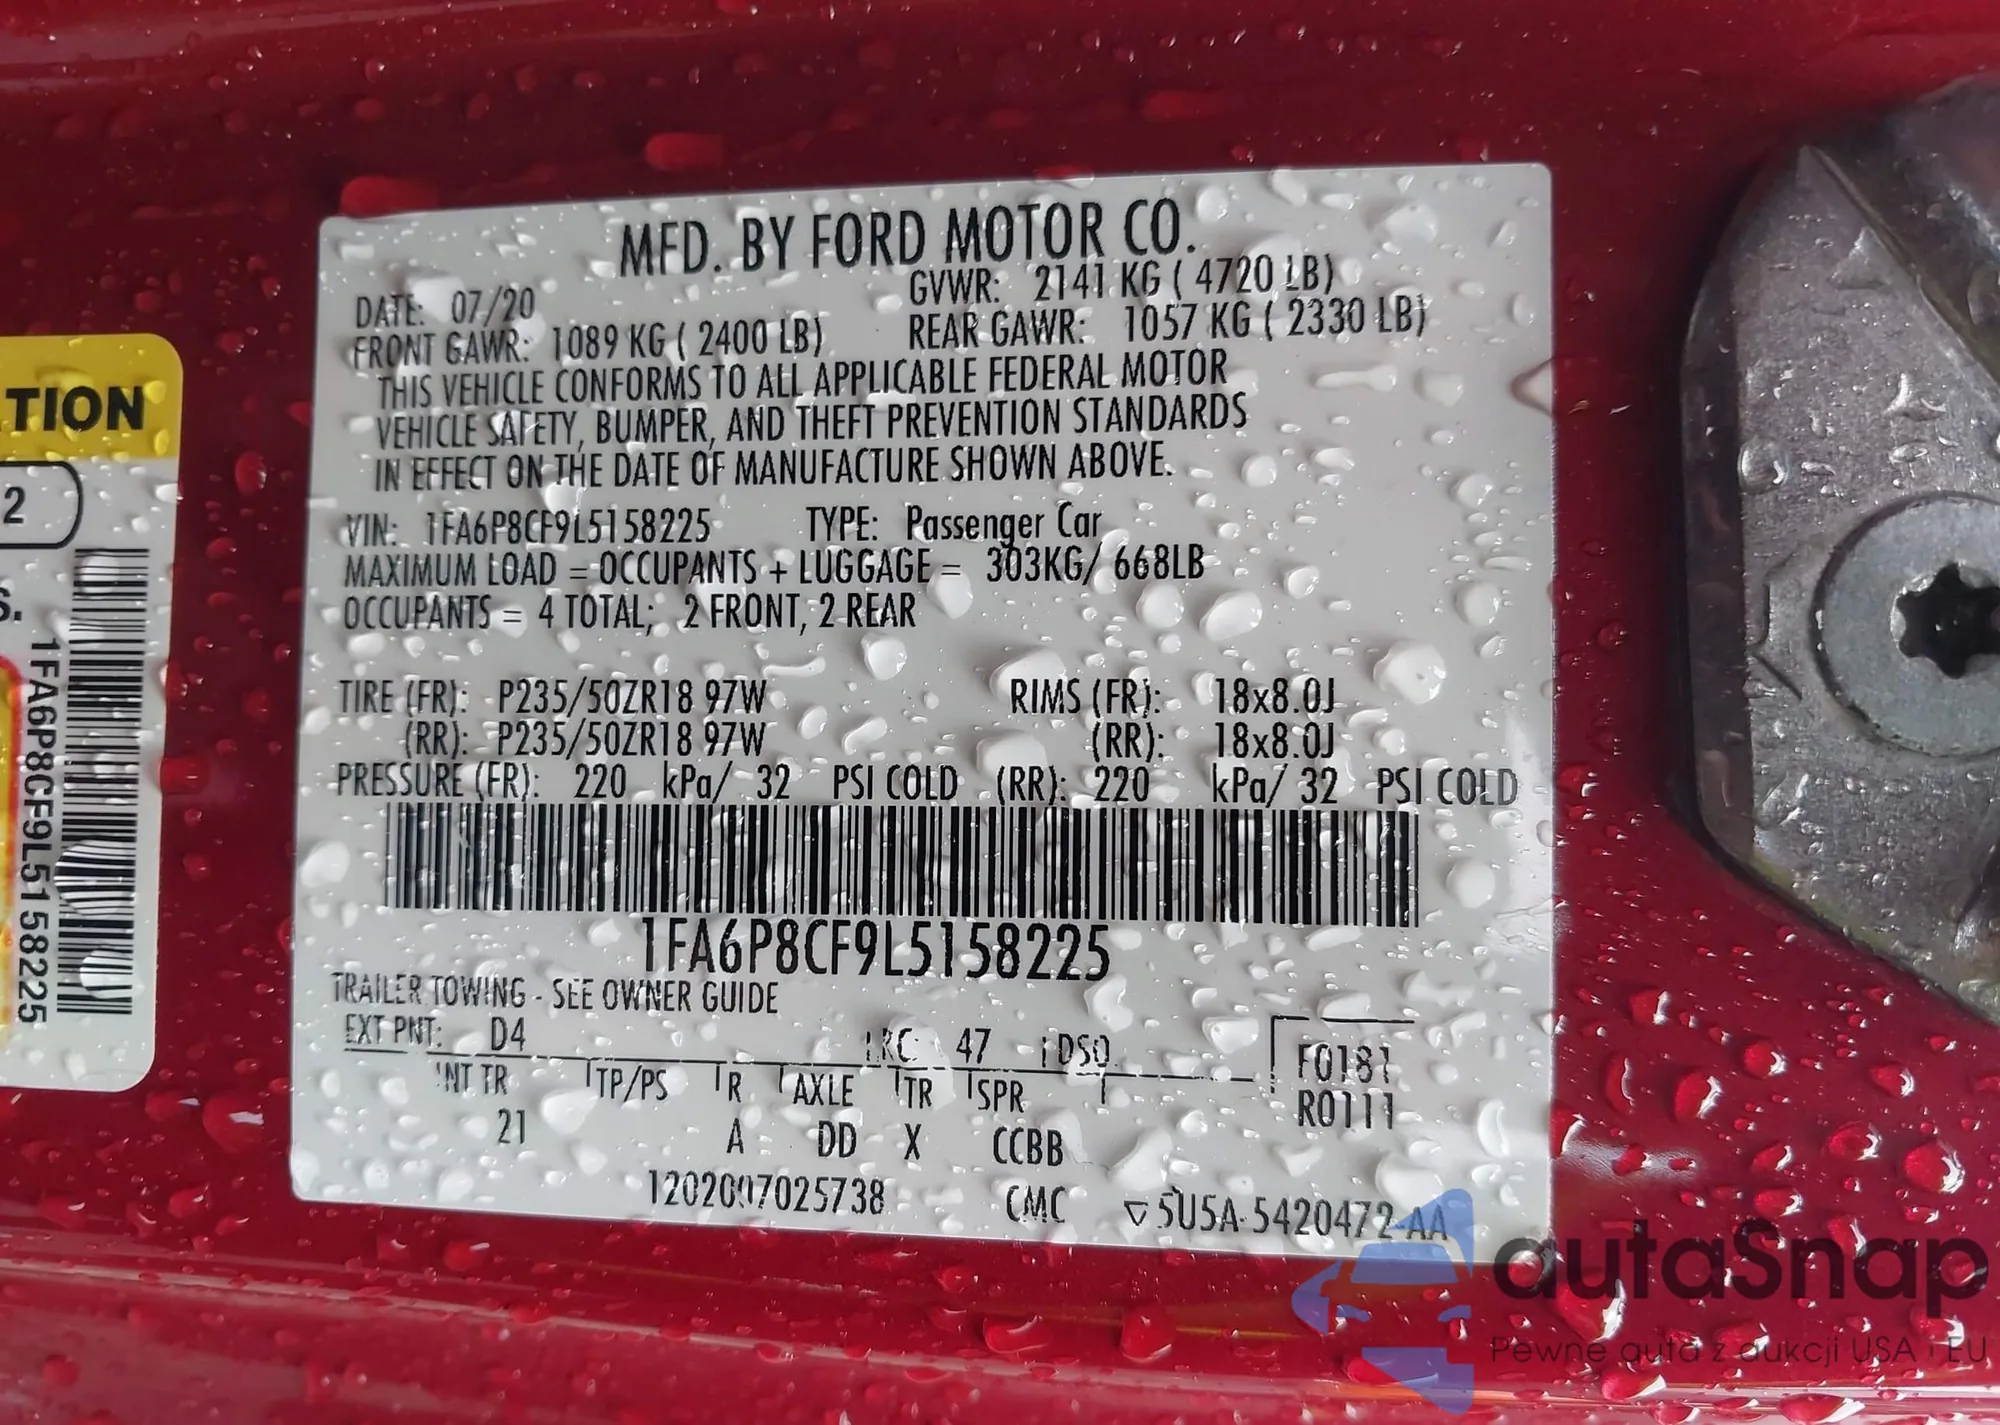 MFD. BY FORD MOTOR CO.
DATE: 07/20 GVWR: 2141 KG ( 4720 LB)
FRONT GAWR: 1089 KG ( 2400 LB) REAR GAWR: 1057 KG ( 2330 LB)
THIS VEHICLE CONFORMS TO ALL APPLICABLE FEDERAL MOTOR
VEHICLE SAFETY, BUMPER, AND THEFT PREVENTION STANDARDS
IN EFFECT ON THE DATE OF MANUFACTURE SHOWN ABOVE.
VIN: 1FA6P8CF9L5158225 TYPE: Passenger Car
MAXIMUM LOAD = OCCUPANTS + LUGGAGE = 303KG/ 668LB
OCCUPANTS = 4 TOTAL; 2 FRONT, 2 REAR
TIRE (FR): P235/50ZR18 97W RIMS (FR): 18x8.0J
(RR): P235/50ZR18 97W (RR): 18x8.0J
PRESSURE (FR): 220 kPa/ 32 PSI COLD (RR): 220 kPa/ 32 PSI COLD
1FA6P8CF9L5158225
TRAILER TOWING - SEE OWNER GUIDE
EXT PNT: D4 RC: 47 DSO
INT TR TP/PS R AXLE TR SPR F0181
21 A DD X CCBB R0111
1202007025738 CMC ▽5U5A-5420472-AA
TION
2
S.
1FA6P8CF9L5158225
autaSnap
Pewne auta z aukcji USA i EU